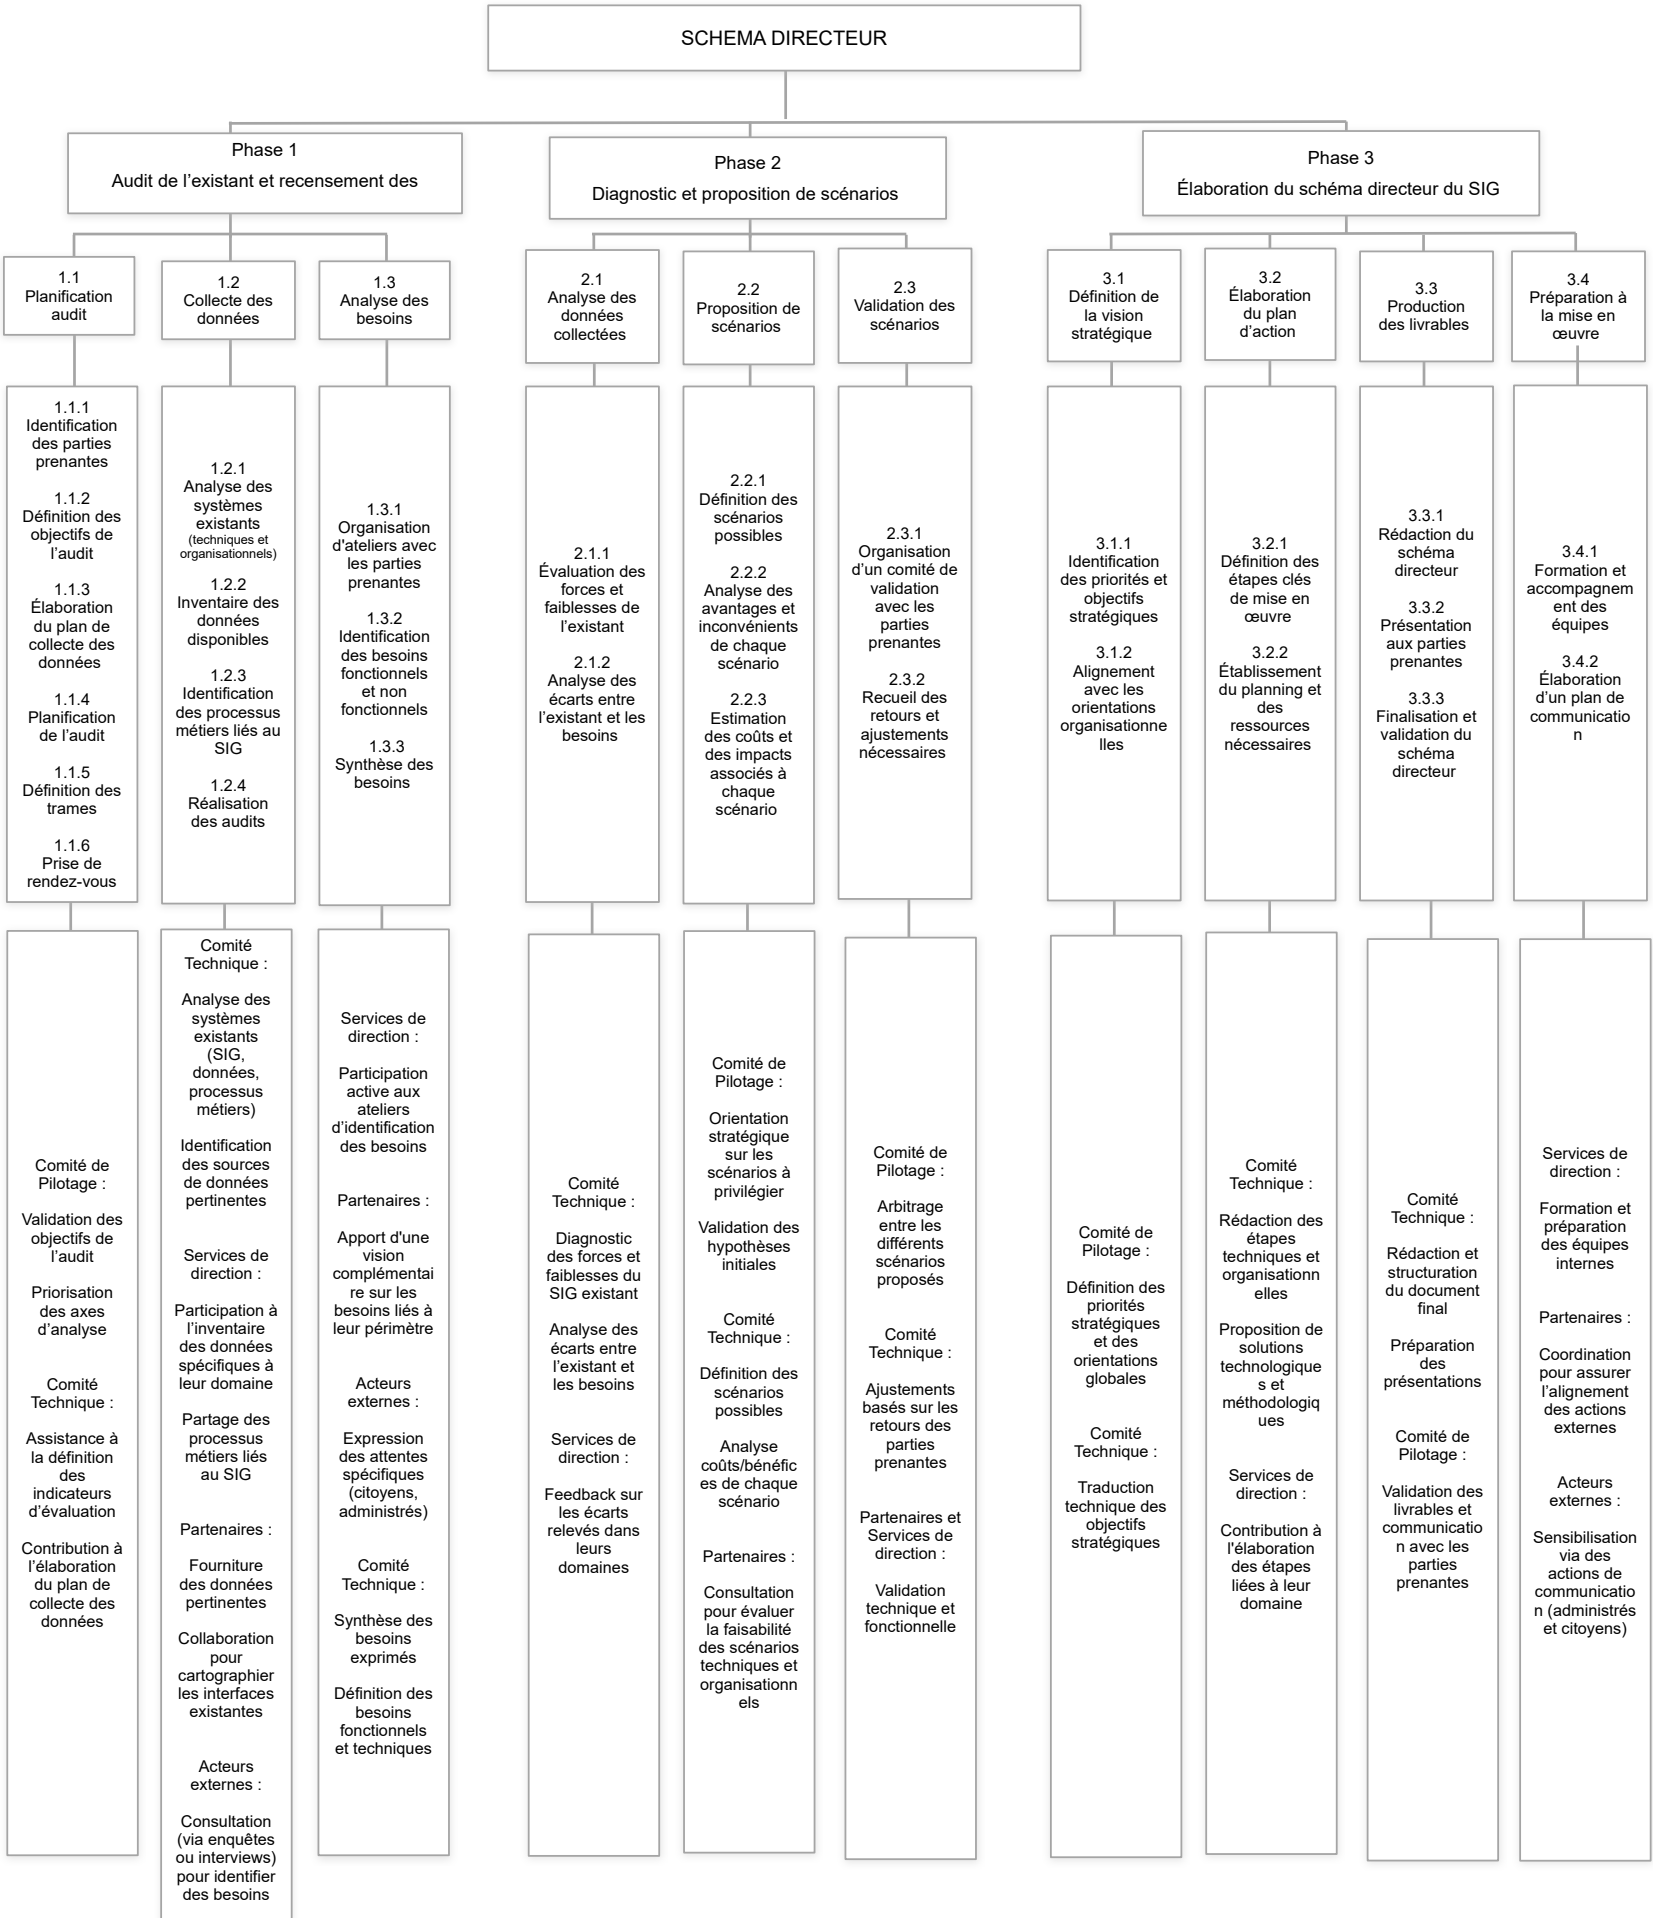 SCHEMA DIRECTEUR
Phase 1
Audit de l’existant et recensement des
Phase 2
Diagnostic et proposition de scénarios
Phase 3
Élaboration du schéma directeur du SIG
1.1
Planification
audit
1.2
Collecte des
données
1.3
Analyse des
besoins
2.1
Analyse des
données
collectées
2.2
Proposition de
scénarios
2.3
Validation des
scénarios
3.1
Définition de
la vision
stratégique
3.2
Élaboration
du plan
d’action
3.3
Production
des livrables
3.4
Préparation à
la mise en
œuvre
1.1.1
Identification
des parties
prenantes
1.1.2
Définition des
objectifs de
l’audit
1.1.3
Élaboration
du plan de
collecte des
données
1.1.4
Planification
de l’audit
1.1.5
Définition des
trames
1.1.6
Prise de
rendez-vous
1.2.1
Analyse des
systèmes
existants
(techniques et
organisationnels)
1.2.2
Inventaire des
données
disponibles
1.2.3
Identification
des processus
métiers liés au
SIG
1.2.4
Réalisation
des audits
1.3.1
Organisation
d'ateliers avec
les parties
prenantes
1.3.2
Identification
des besoins
fonctionnels
et non
fonctionnels
1.3.3
Synthèse des
besoins
2.1.1
Évaluation des
forces et
faiblesses de
l’existant
2.1.2
Analyse des
écarts entre
l’existant et les
besoins
2.2.1
Définition des
scénarios
possibles
2.2.2
Analyse des
avantages et
inconvénients
de chaque
scénario
2.2.3
Estimation
des coûts et
des impacts
associés à
chaque
scénario
2.3.1
Organisation
d’un comité de
validation
avec les
parties
prenantes
2.3.2
Recueil des
retours et
ajustements
nécessaires
3.1.1
Identification
des priorités et
objectifs
stratégiques
3.1.2
Alignement
avec les
orientations
organisationne
lles
3.2.1
Définition des
étapes clés
de mise en
œuvre
3.2.2
Établissement
du planning et
des
ressources
nécessaires
3.3.1
Rédaction du
schéma
directeur
3.3.2
Présentation
aux parties
prenantes
3.3.3
Finalisation et
validation du
schéma
directeur
3.4.1
Formation et
accompagnem
ent des
équipes
3.4.2
Élaboration
d’un plan de
communicatio
n
Comité de
Pilotage :
Validation des
objectifs de
l’audit
Priorisation
des axes
d’analyse
Comité
Technique :
Assistance à
la définition
des
indicateurs
d’évaluation
Contribution à
l’élaboration
du plan de
collecte des
données
Comité
Technique :
Analyse des
systèmes
existants
(SIG,
données,
processus
métiers)
Identification
des sources
de données
pertinentes
Services de
direction :
Participation à
l’inventaire
des données
spécifiques à
leur domaine
Partage des
processus
métiers liés
au SIG
Partenaires :
Fourniture
des données
pertinentes
Collaboration
pour
cartographier
les interfaces
existantes
Acteurs
externes :
Consultation
(via enquêtes
ou interviews)
pour identifier
des besoins
Services de
direction :
Participation
active aux
ateliers
d’identification
des besoins
Partenaires :
Apport d'une
vision
complémentai
re sur les
besoins liés à
leur périmètre
Acteurs
externes :
Expression
des attentes
spécifiques
(citoyens,
administrés)
Comité
Technique :
Synthèse des
besoins
exprimés
Définition des
besoins
fonctionnels
et techniques
Comité
Technique :
Diagnostic
des forces et
faiblesses du
SIG existant
Analyse des
écarts entre
l’existant et
les besoins
Services de
direction :
Feedback sur
les écarts
relevés dans
leurs
domaines
Comité de
Pilotage :
Orientation
stratégique
sur les
scénarios à
privilégier
Validation des
hypothèses
initiales
Comité
Technique :
Définition des
scénarios
possibles
Analyse
coûts/bénéfic
es de chaque
scénario
Partenaires :
Consultation
pour évaluer
la faisabilité
des scénarios
techniques et
organisationn
els
Comité de
Pilotage :
Arbitrage
entre les
différents
scénarios
proposés
Comité
Technique :
Ajustements
basés sur les
retours des
parties
prenantes
Partenaires et
Services de
direction :
Validation
technique et
fonctionnelle
Comité de
Pilotage :
Définition des
priorités
stratégiques
et des
orientations
globales
Comité
Technique :
Traduction
technique des
objectifs
stratégiques
Comité
Technique :
Rédaction des
étapes
techniques et
organisationn
elles
Proposition de
solutions
technologique
s et
méthodologiq
ues
Services de
direction :
Contribution à
l'élaboration
des étapes
liées à leur
domaine
Comité
Technique :
Rédaction et
structuration
du document
final
Préparation
des
présentations
Comité de
Pilotage :
Validation des
livrables et
communicatio
n avec les
parties
prenantes
Services de
direction :
Formation et
préparation
des équipes
internes
Partenaires :
Coordination
pour assurer
l’alignement
des actions
externes
Acteurs
externes :
Sensibilisation
via des
actions de
communicatio
n (administrés
et citoyens)